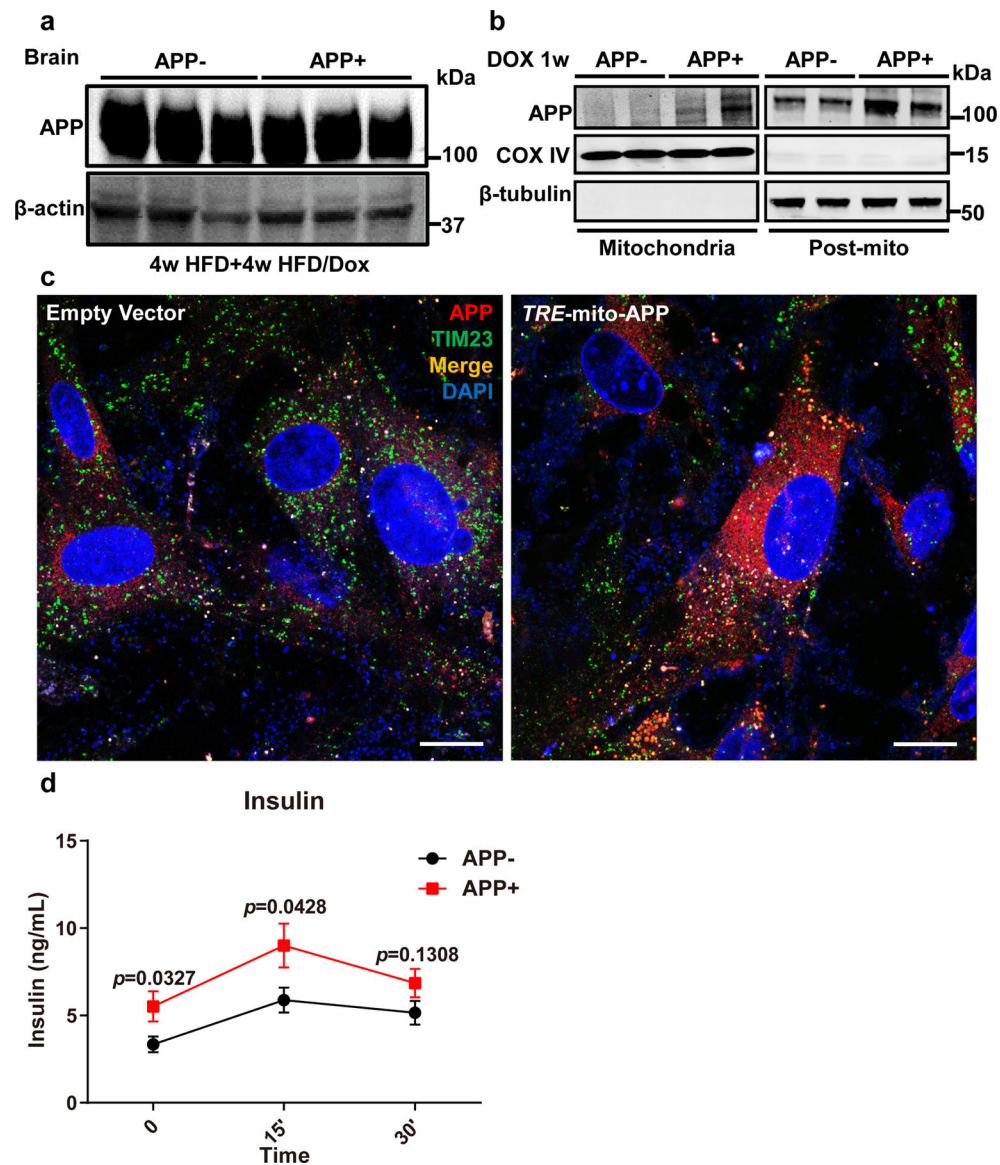 a
Brain APP- APP+ kDa
APP
100
β-actin
37
4w HFD+4w HFD/Dox
b
DOX 1w APP- APP+ APP- APP+ kDa
APP
100
COX IV
15
β-tubulin
50
Mitochondria Post-mito
c
Empty Vector
APP
TIM23
Merge
DAPI
TRE-mito-APP
d
Insulin
APP-
APP+
15
10
5
0
Insulin (ng/mL)
p=0.0327
p=0.0428
p=0.1308
0 15' 30'
Time